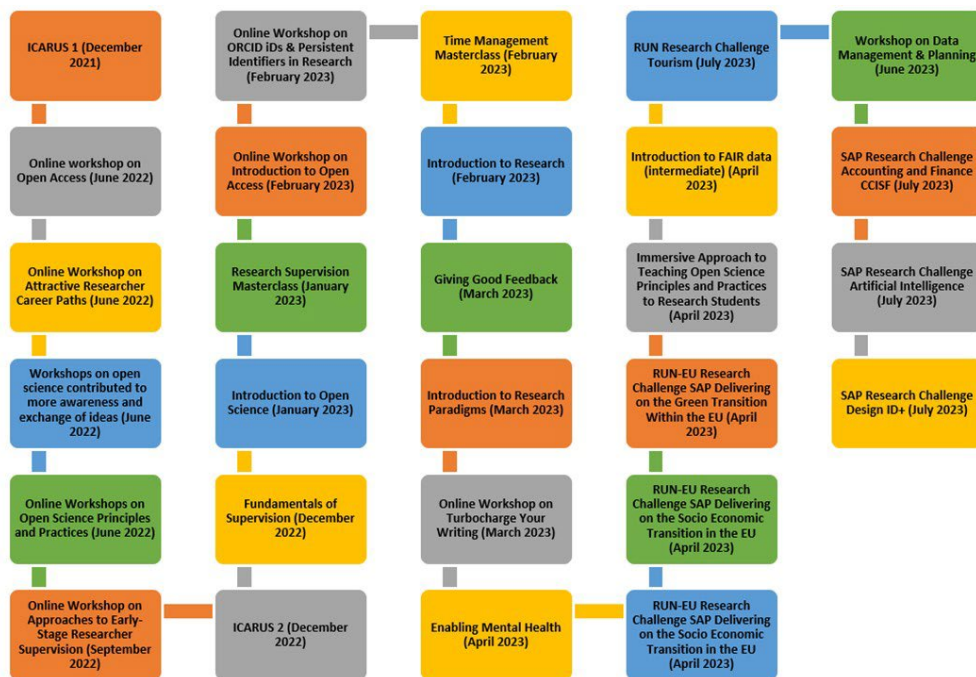 ICARUS 1 (December
2021)
Online workshop on
Open Access (June 2022)
Online Workshop on
Attractive Researcher
Career Paths (June 2022)
Workshops on open
science contributed to
more awareness and
exchange of ideas (June
2022)
Online Workshops on
Open Science Principles
and Practices (June 2022)
Online Workshop on
Approaches to Early-
Stage Researcher
Supervision (September
2022)
ICARUS 2 (December
2022)
Fundamentals of
Supervision (December
2022)
Introduction to Open
Science (January 2023)
Research Supervision
Masterclass (January
2023)
Online Workshop on
Introduction to Open
Access (February 2023)
Online Workshop on
ORCID iDs & Persistent
Identifiers in Research
(February 2023)
Time Management
Masterclass (February
2023)
Introduction to Research
(February 2023)
Giving Good Feedback
(March 2023)
Introduction to Research
Paradigms (March 2023)
Online Workshop on
Turbocharge Your
Writing (March 2023)
Enabling Mental Health
(April 2023)
RUN-EU Research
Challenge SAP Delivering
on the Socio Economic
Transition in the EU
(April 2023)
RUN-EU Research
Challenge SAP Delivering
on the Socio Economic
Transition in the EU
(April 2023)
RUN-EU Research
Challenge SAP Delivering
on the Green Transition
Within the EU (April
2023)
Immersive Approach to
Teaching Open Science
Principles and Practices
to Research Students
(April 2023)
Introduction to FAIR data
(intermediate) (April
2023)
RUN Research Challenge
Tourism (July 2023)
Workshop on Data
Management & Planning
(June 2023)
SAP Research Challenge
Accounting and Finance
CCISF (July 2023)
SAP Research Challenge
Artificial Intelligence
(July 2023)
SAP Research Challenge
Design ID+ (July 2023)